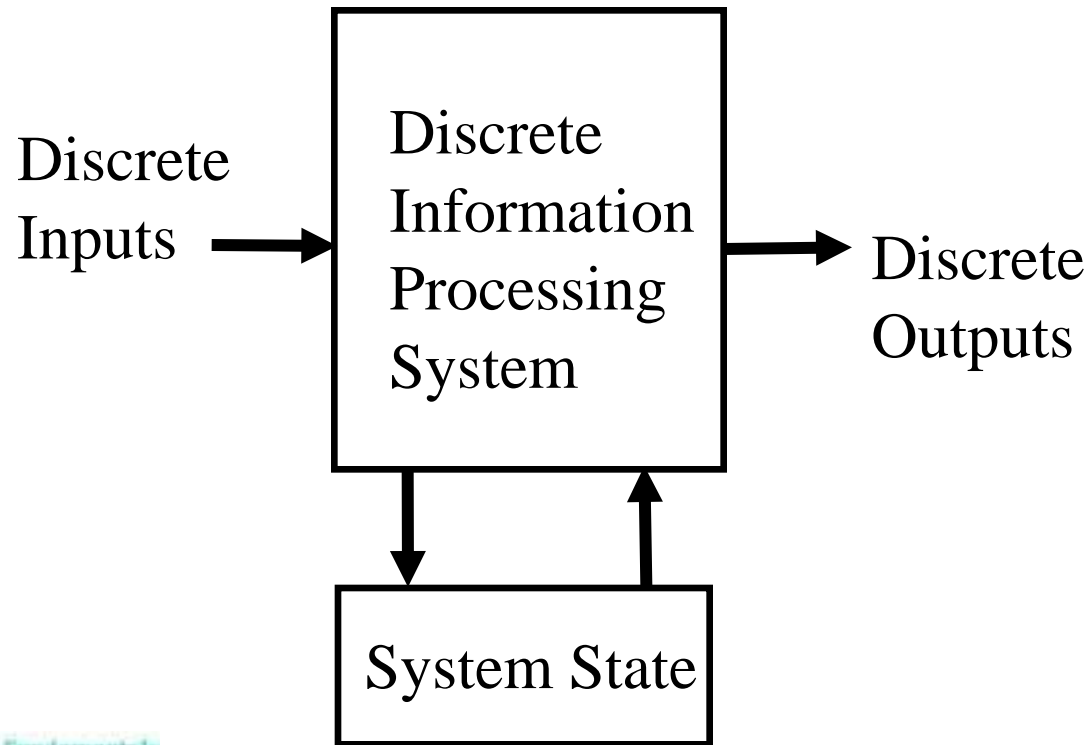 Discrete
Inputs
Discrete
Information
Processing
System
Discrete
Outputs
System State